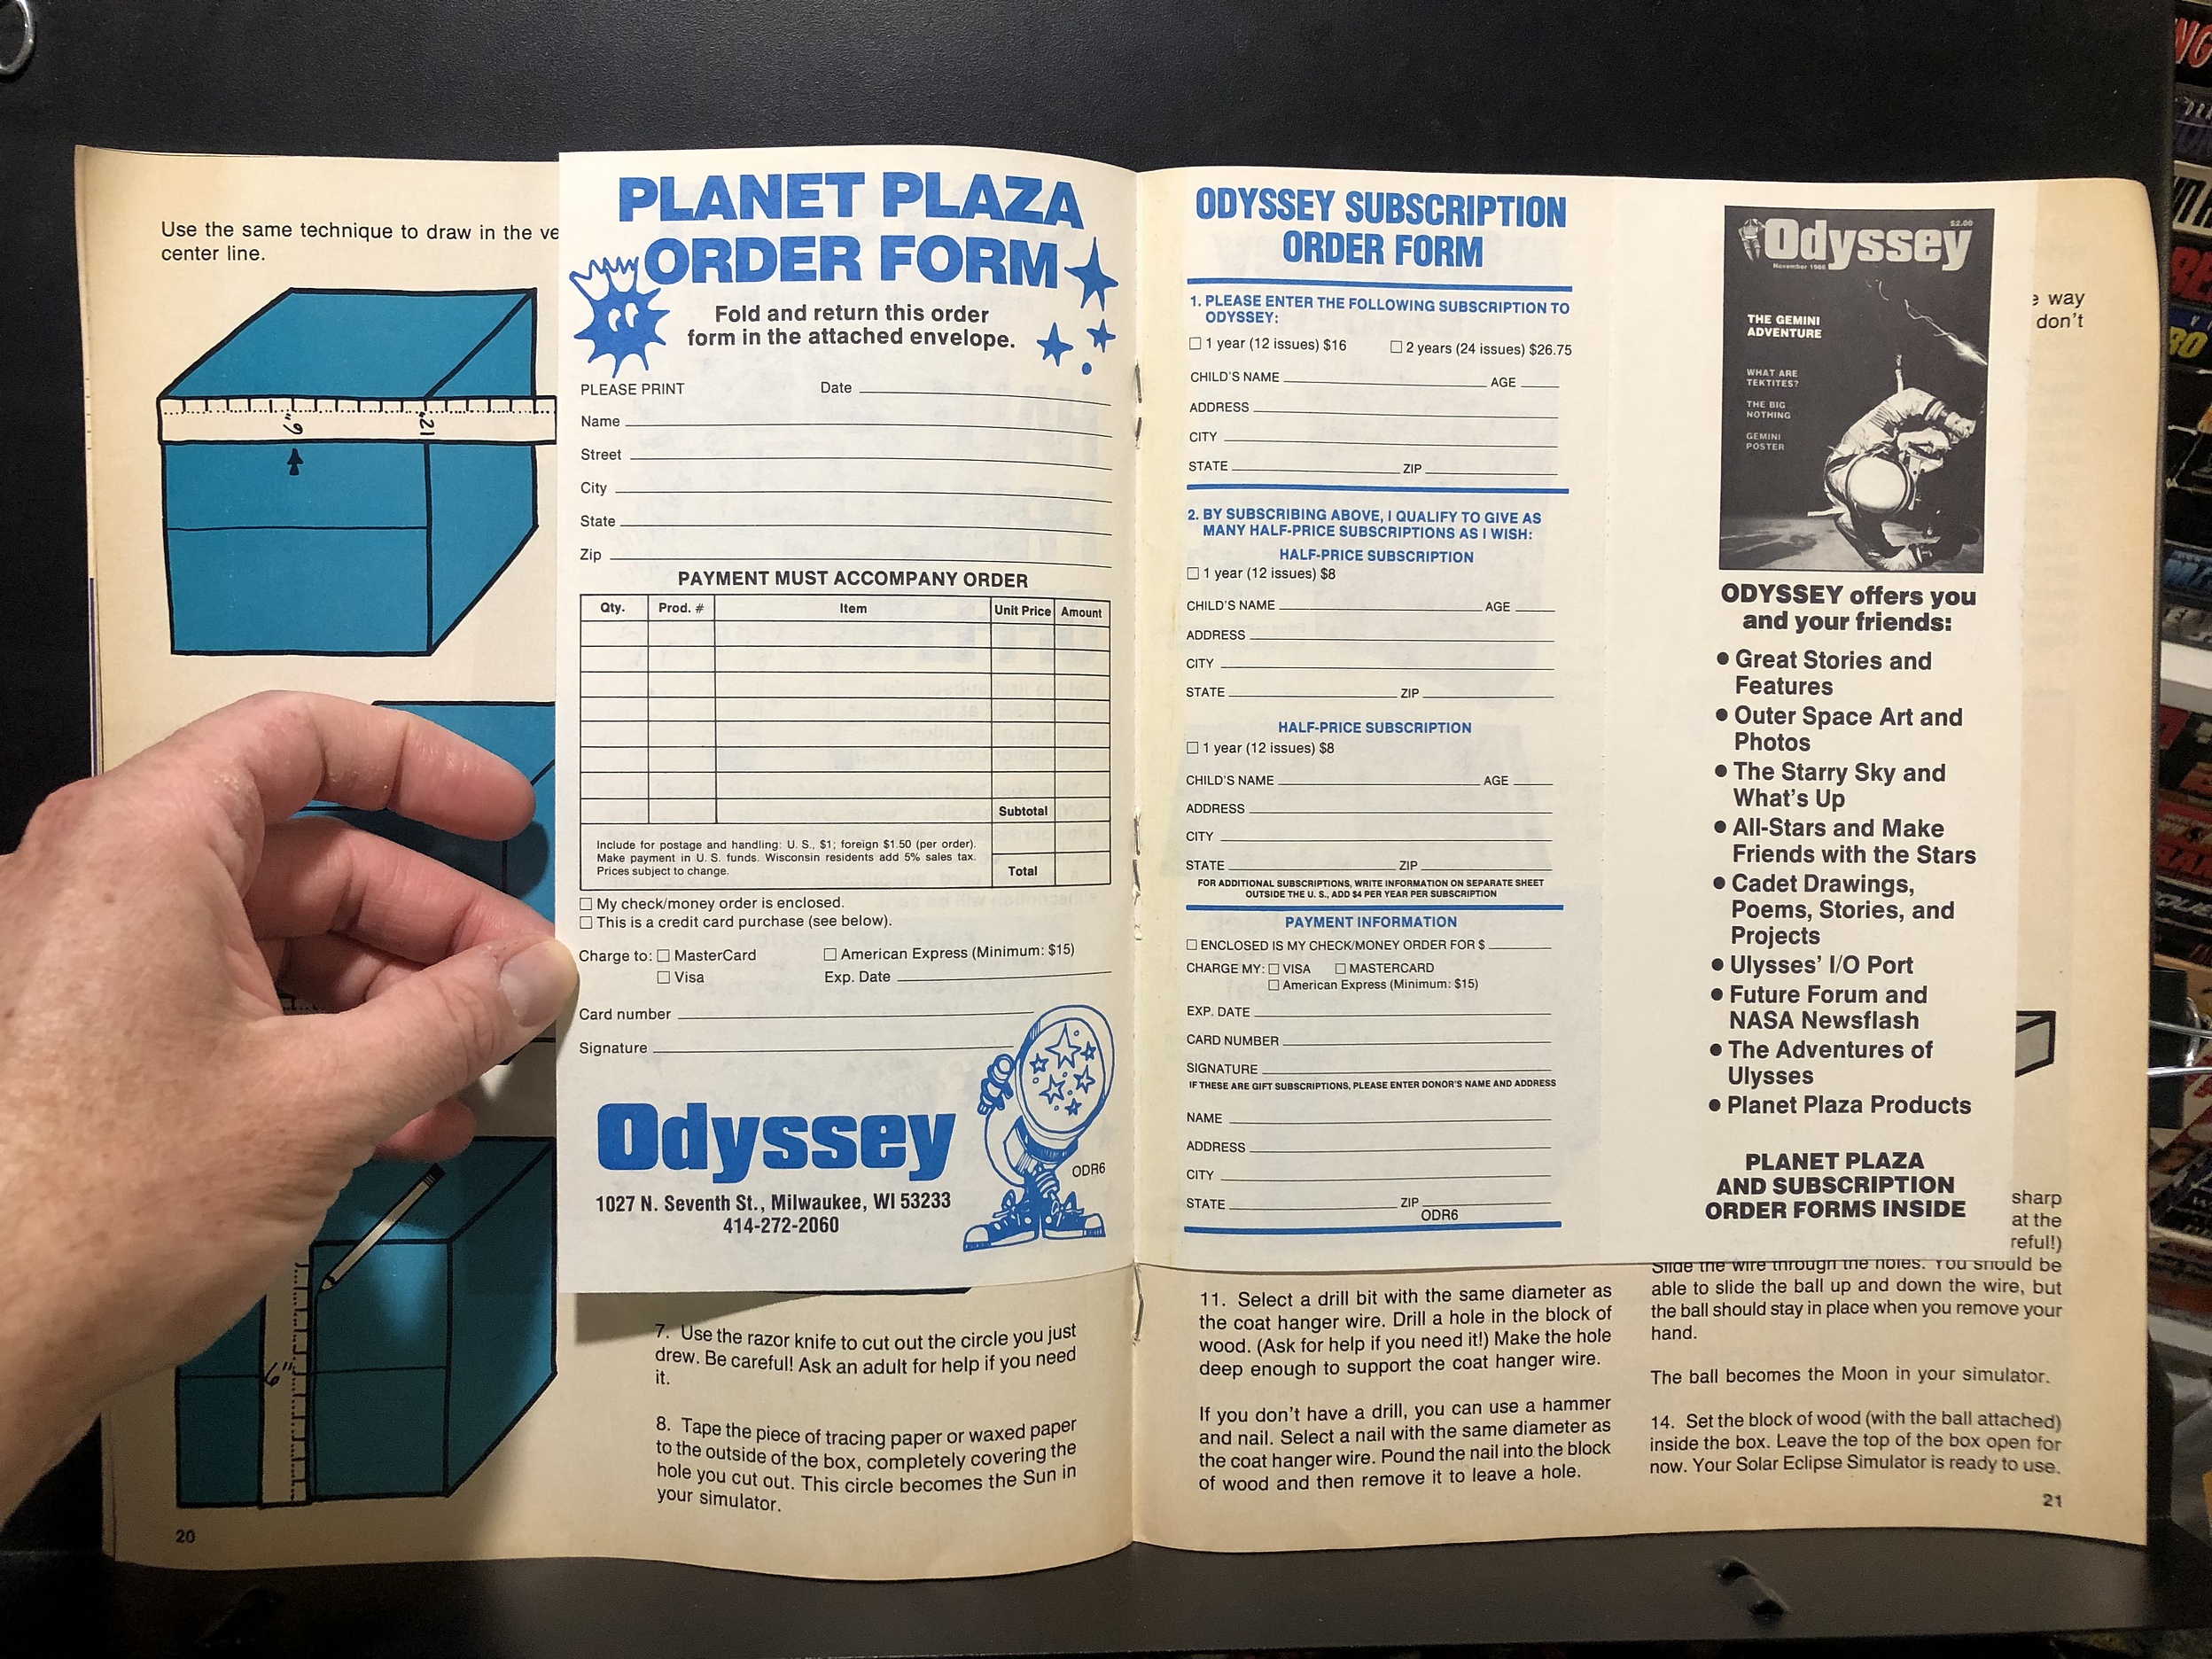 Use the same technique to draw in the ve
center line.
6"
12"
6"
20
PLANET PLAZA
ORDER FORM
Fold and return this order
form in the attached envelope.
PLEASE PRINT Date
Name
Street
City
State
Zip
PAYMENT MUST ACCOMPANY ORDER
Qty. Prod. # Item Unit Price Amount
Subtotal
Include for postage and handling: U. S., $1; foreign $1.50 (per order).
Make payment in U. S. funds. Wisconsin residents add 5% sales tax.
Prices subject to change.
Total
My check/money order is enclosed.
This is a credit card purchase (see below).
Charge to: MasterCard American Express (Minimum: $15)
Visa Exp. Date
Card number
Signature
Odyssey
ODR6
1027 N. Seventh St., Milwaukee, WI 53233
414-272-2060
7. Use the razor knife to cut out the circle you just
drew. Be careful! Ask an adult for help if you need
it.
8. Tape the piece of tracing paper or waxed paper
to the outside of the box, completely covering the
hole you cut out. This circle becomes the Sun in
your simulator.
ODYSSEY SUBSCRIPTION
ORDER FORM
1. PLEASE ENTER THE FOLLOWING SUBSCRIPTION TO
ODYSSEY:
1 year (12 issues) $16 2 years (24 issues) $26.75
CHILD'S NAME AGE
ADDRESS
CITY
STATE ZIP
2. BY SUBSCRIBING ABOVE, I QUALIFY TO GIVE AS
MANY HALF-PRICE SUBSCRIPTIONS AS I WISH:
HALF-PRICE SUBSCRIPTION
1 year (12 issues) $8
CHILD'S NAME AGE
ADDRESS
CITY
STATE ZIP
HALF-PRICE SUBSCRIPTION
1 year (12 issues) $8
CHILD'S NAME AGE
ADDRESS
CITY
STATE ZIP
FOR ADDITIONAL SUBSCRIPTIONS, WRITE INFORMATION ON SEPARATE SHEET
OUTSIDE THE U. S., ADD $4 PER YEAR PER SUBSCRIPTION
PAYMENT INFORMATION
ENCLOSED IS MY CHECK/MONEY ORDER FOR $
CHARGE MY: VISA MASTERCARD
American Express (Minimum: $15)
EXP. DATE
CARD NUMBER
SIGNATURE
IF THESE ARE GIFT SUBSCRIPTIONS, PLEASE ENTER DONOR'S NAME AND ADDRESS
NAME
ADDRESS
CITY
STATE ZIP
ODR6
$2.00
Odyssey
November 1986
THE GEMINI
ADVENTURE
WHAT ARE
TEKTITES?
THE BIG
NOTHING
GEMINI
POSTER
ODYSSEY offers you
and your friends:
• Great Stories and
Features
• Outer Space Art and
Photos
• The Starry Sky and
What's Up
• All-Stars and Make
Friends with the Stars
• Cadet Drawings,
Poems, Stories, and
Projects
• Ulysses' I/O Port
• Future Forum and
NASA Newsflash
• The Adventures of
Ulysses
• Planet Plaza Products
PLANET PLAZA
AND SUBSCRIPTION
ORDER FORMS INSIDE
way
don't
sharp
at the
reful!)
11. Select a drill bit with the same diameter as
the coat hanger wire. Drill a hole in the block of
wood. (Ask for help if you need it!) Make the hole
deep enough to support the coat hanger wire.
If you don't have a drill, you can use a hammer
and nail. Select a nail with the same diameter as
the coat hanger wire. Pound the nail into the block
of wood and then remove it to leave a hole.
Slide the wire through the holes. You should be
able to slide the ball up and down the wire, but
the ball should stay in place when you remove your
hand.
The ball becomes the Moon in your simulator.
14. Set the block of wood (with the ball attached)
inside the box. Leave the top of the box open for
now. Your Solar Eclipse Simulator is ready to use.
21